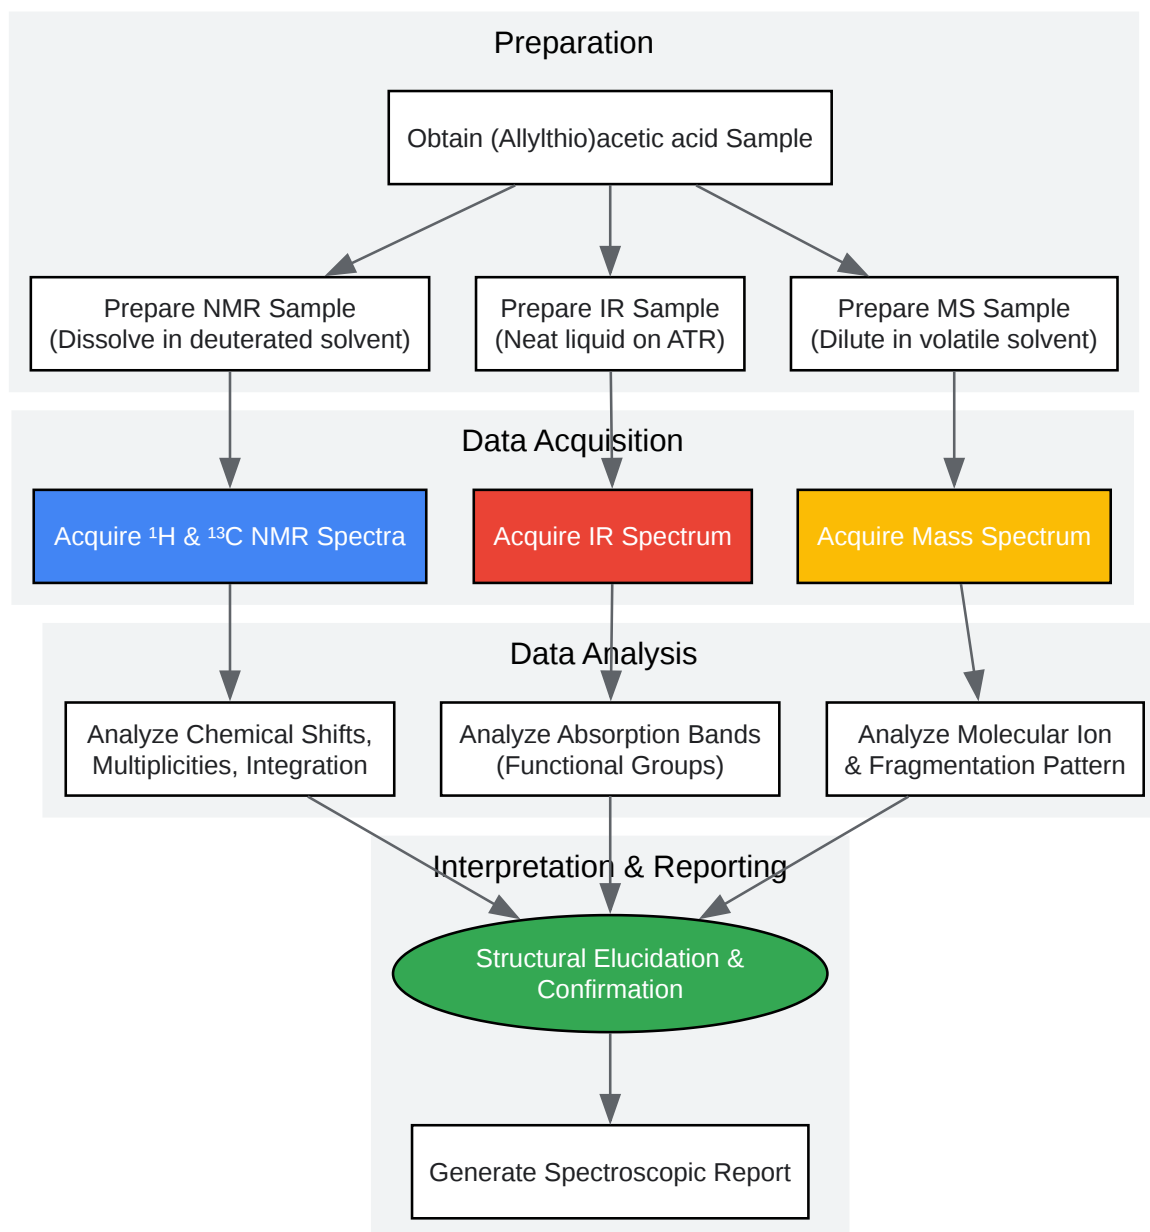 Preparation
Obtain (Allylthio)acetic acid Sample
Prepare NMR Sample
(Dissolve in deuterated solvent)
Prepare IR Sample
(Neat liquid on ATR)
Prepare MS Sample
(Dilute in volatile solvent)
Data Acquisition
Acquire ¹H & ¹³C NMR Spectra
Acquire IR Spectrum
Acquire Mass Spectrum
Data Analysis
Analyze Chemical Shifts,
Multiplicities, Integration
Analyze Absorption Bands
(Functional Groups)
Analyze Molecular Ion
& Fragmentation Pattern
Interpretation & Reporting
Structural Elucidation &
Confirmation
Generate Spectroscopic Report